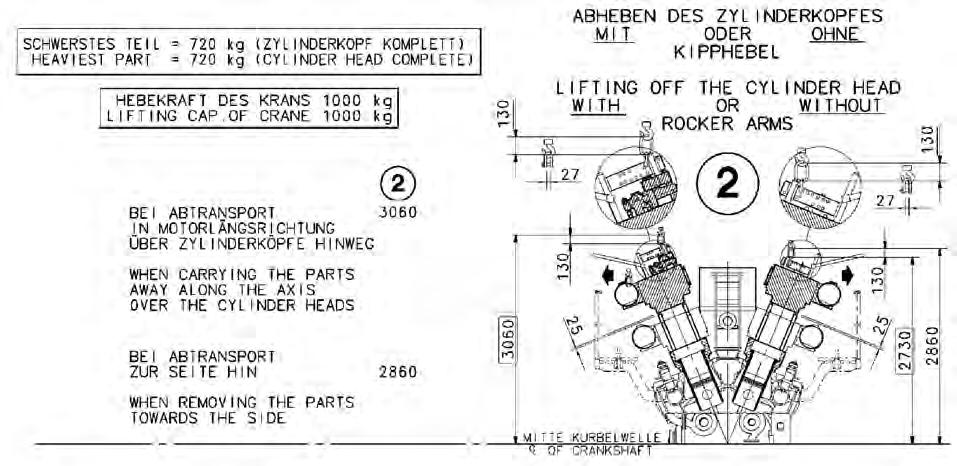 SCHWERSTES TEIL = 720 kg (ZYLINDERKOPF KOMPLETT)
HEAVIEST PART = 720 kg (CYLINDER HEAD COMPLETE)
HEBEKRAFT DES KRANS 1000 kg
LIFTING CAP.OF CRANE 1000 kg
2
BEI ABTRANSPORT 3060
IN MOTORLÄNGSRICHTUNG
ÜBER ZYLINDERKÖPFE HINWEG
WHEN CARRYING THE PARTS
AWAY ALONG THE AXIS
OVER THE CYLINDER HEADS
BEI ABTRANSPORT
ZUR SEITE HIN 2860
WHEN REMOVING THE PARTS
TOWARDS THE SIDE
ABHEBEN DES ZYLINDERKOPFES
MIT ODER OHNE
KIPPHEBEL
LIFTING OFF THE CYLINDER HEAD
WITH OR WITHOUT
ROCKER ARMS
130
27
2
130
27
130
130
3060
25
25
2730
2860
MITTE KURBELWELLE
OF CRANKSHAFT